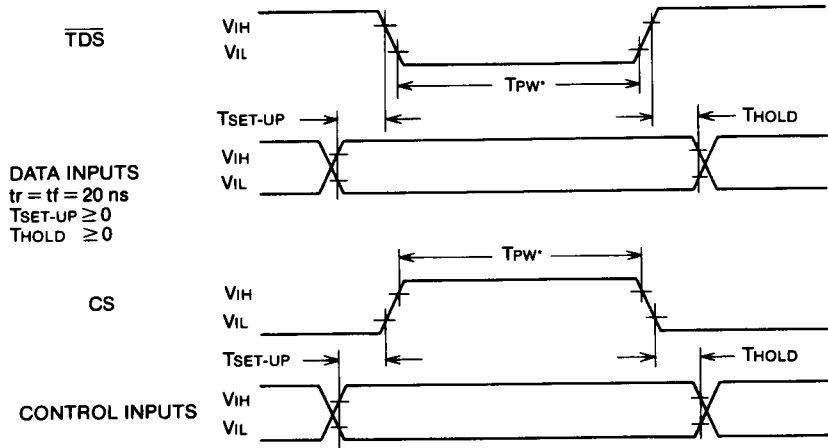 TDS
VIH
VIL
TPW*
TSET-UP
THOLD
DATA INPUTS
tr = tf = 20 ns
TSET-UP ≥ 0
THOLD ≥ 0
VIH
VIL
TPW*
CS
VIH
VIL
TSET-UP
THOLD
CONTROL INPUTS
VIH
VIL